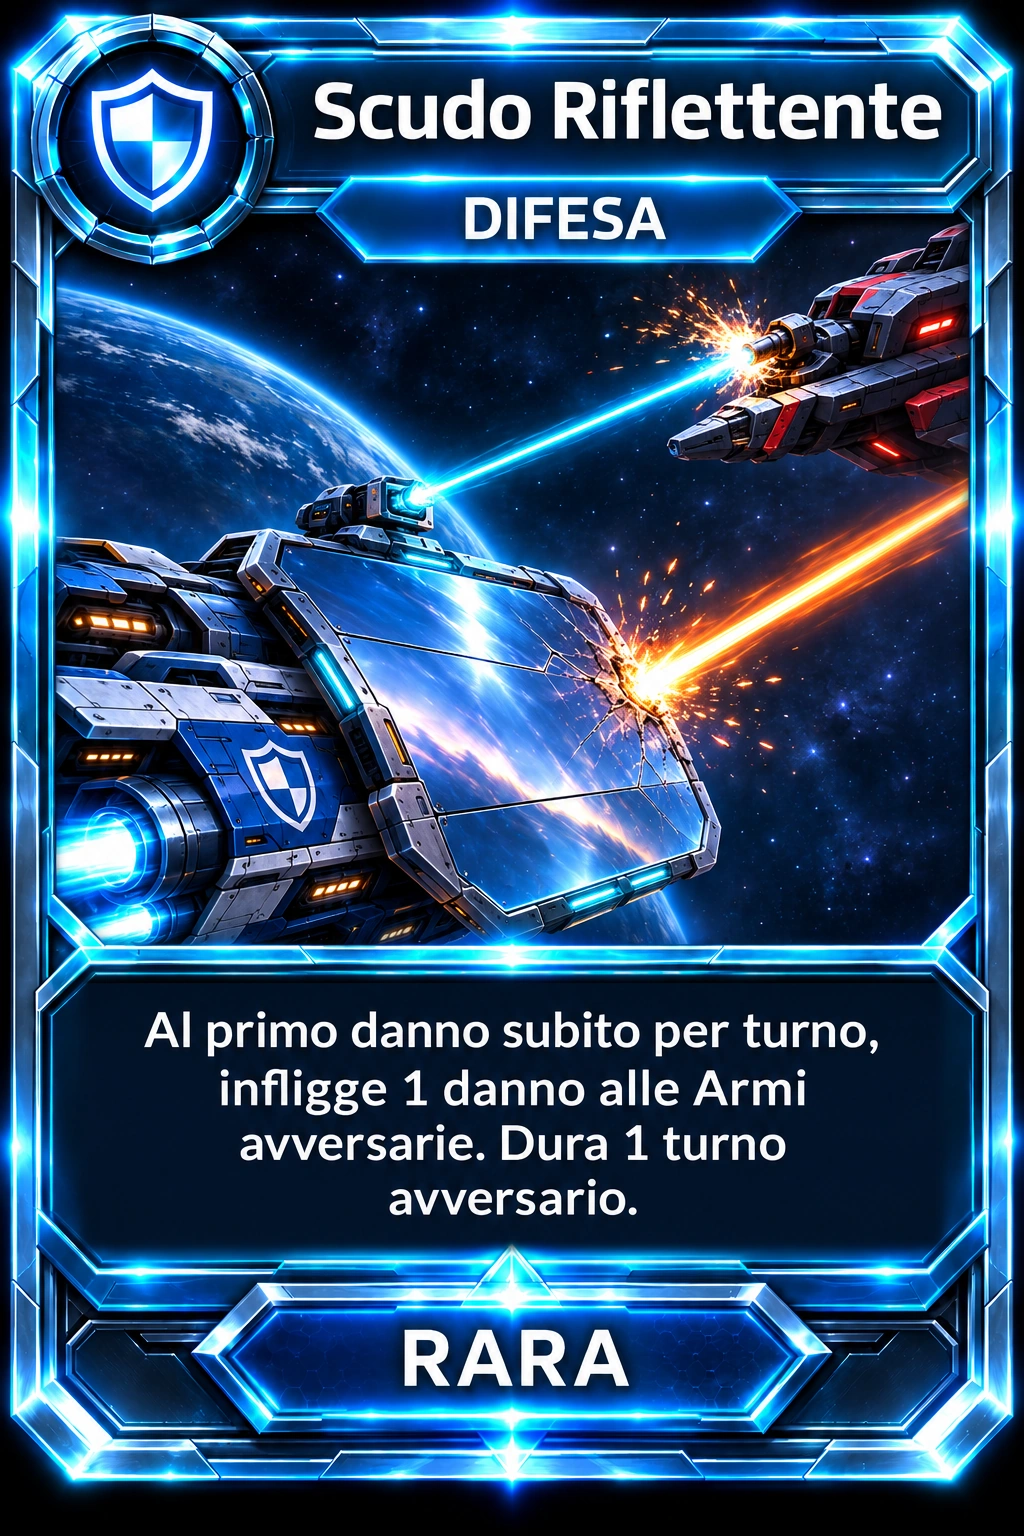 Scudo Riflettente
DIFESA
Al primo danno subito per turno,
infligge 1 danno alle Armi
avversarie. Dura 1 turno
avversario.
RARA